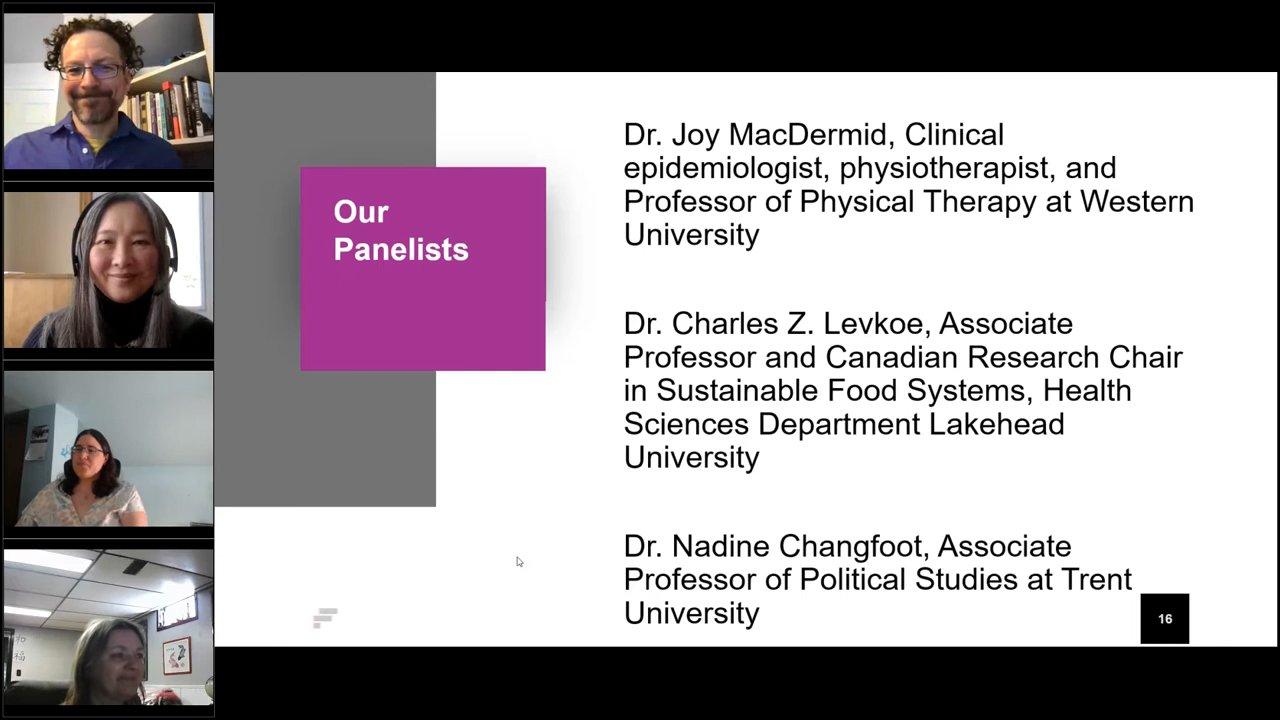 Our
Panelists
Dr. Joy MacDermid, Clinical
epidemiologist, physiotherapist, and
Professor of Physical Therapy at Western
University
Dr. Charles Z. Levkoe, Associate
Professor and Canadian Research Chair
in Sustainable Food Systems, Health
Sciences Department Lakehead
University
Dr. Nadine Changfoot, Associate
Professor of Political Studies at Trent
University
16